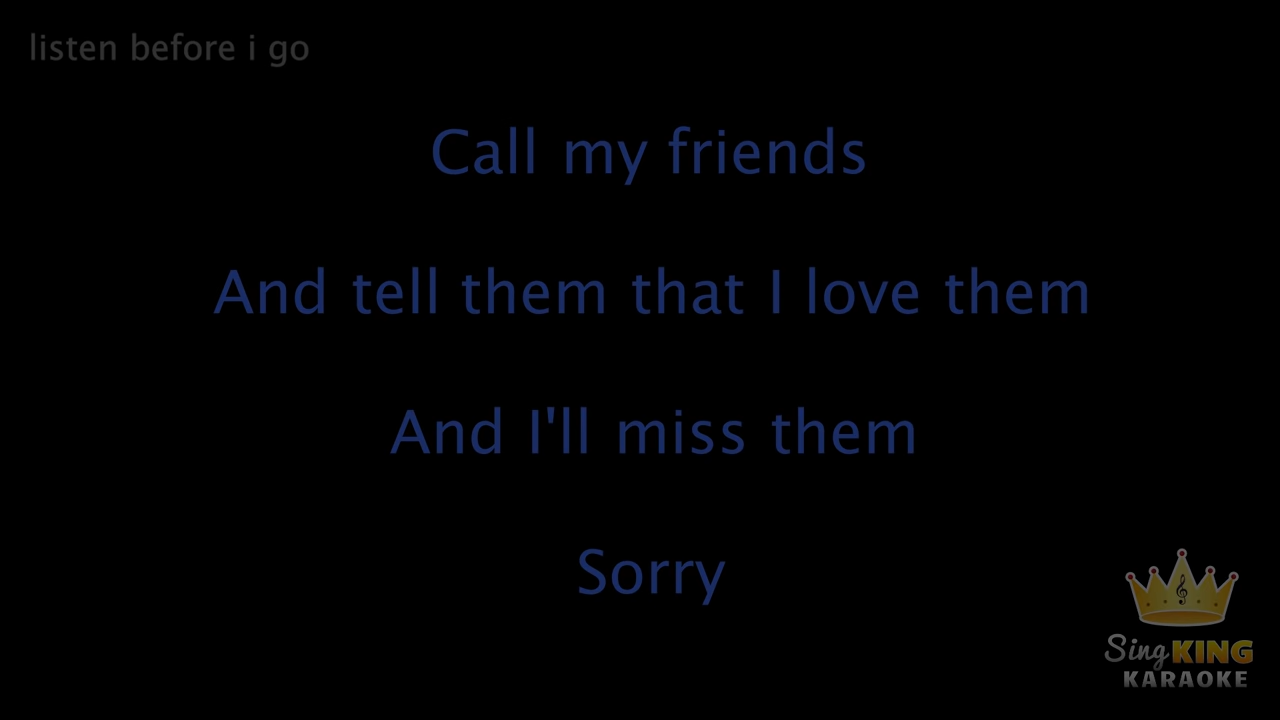 listen before i go
Call my friends
And tell them that I love them
And I'll miss them
Sorry
Sing KING
KARAOKE